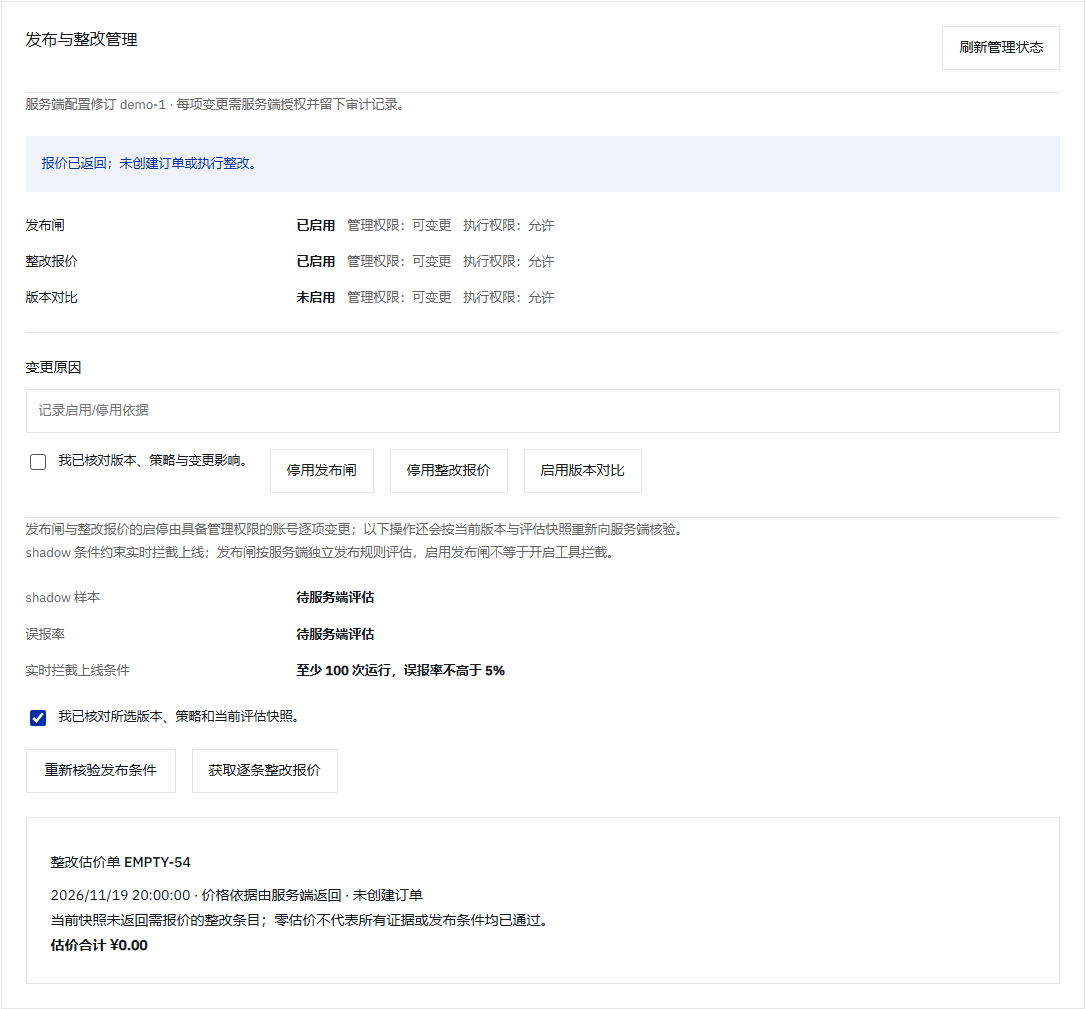 发布与整改管理
刷新管理状态
服务端配置修订 demo-1 · 每项变更需服务端授权并留下审计记录。
报价已返回；未创建订单或执行整改。
发布闸 已启用 管理权限：可变更 执行权限：允许
整改报价 已启用 管理权限：可变更 执行权限：允许
版本对比 未启用 管理权限：可变更 执行权限：允许
变更原因
记录启用/停用依据
我已核对版本、策略与变更影响。 停用发布闸 停用整改报价 启用版本对比
发布闸与整改报价的启停由具备管理权限的账号逐项变更；以下操作还会按当前版本与评估快照重新向服务端核验。
shadow 条件约束实时拦截上线；发布闸按服务端独立发布规则评估，启用发布闸不等于开启工具拦截。
shadow 样本 待服务端评估
误报率 待服务端评估
实时拦截上线条件 至少 100 次运行，误报率不高于 5%
我已核对所选版本、策略和当前评估快照。
重新核验发布条件 获取逐条整改报价
整改估价单 EMPTY-54
2026/11/19 20:00:00 · 价格依据由服务端返回 · 未创建订单
当前快照未返回需报价的整改条目；零估价不代表所有证据或发布条件均已通过。
估价合计 ¥0.00